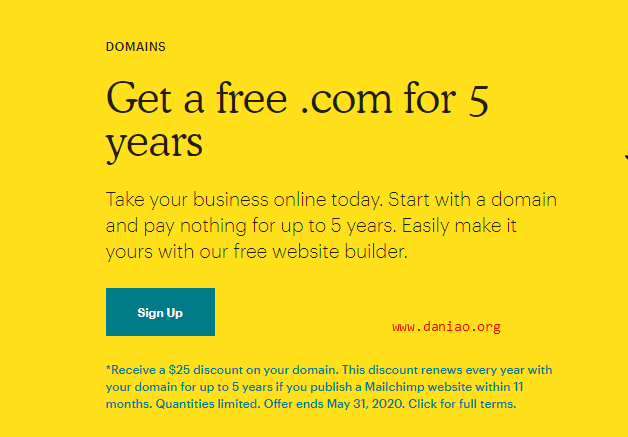 DOMAINS
Get a free .com for 5
years
Take your business online today. Start with a domain
and pay nothing for up to 5 years. Easily make it
yours with our free website builder.
Sign Up
www.daniao.org
*Receive a $25 discount on your domain. This discount renews every year with
your domain for up to 5 years if you publish a Mailchimp website within 11
months. Quantities limited. Offer ends May 31, 2020. Click for full terms.